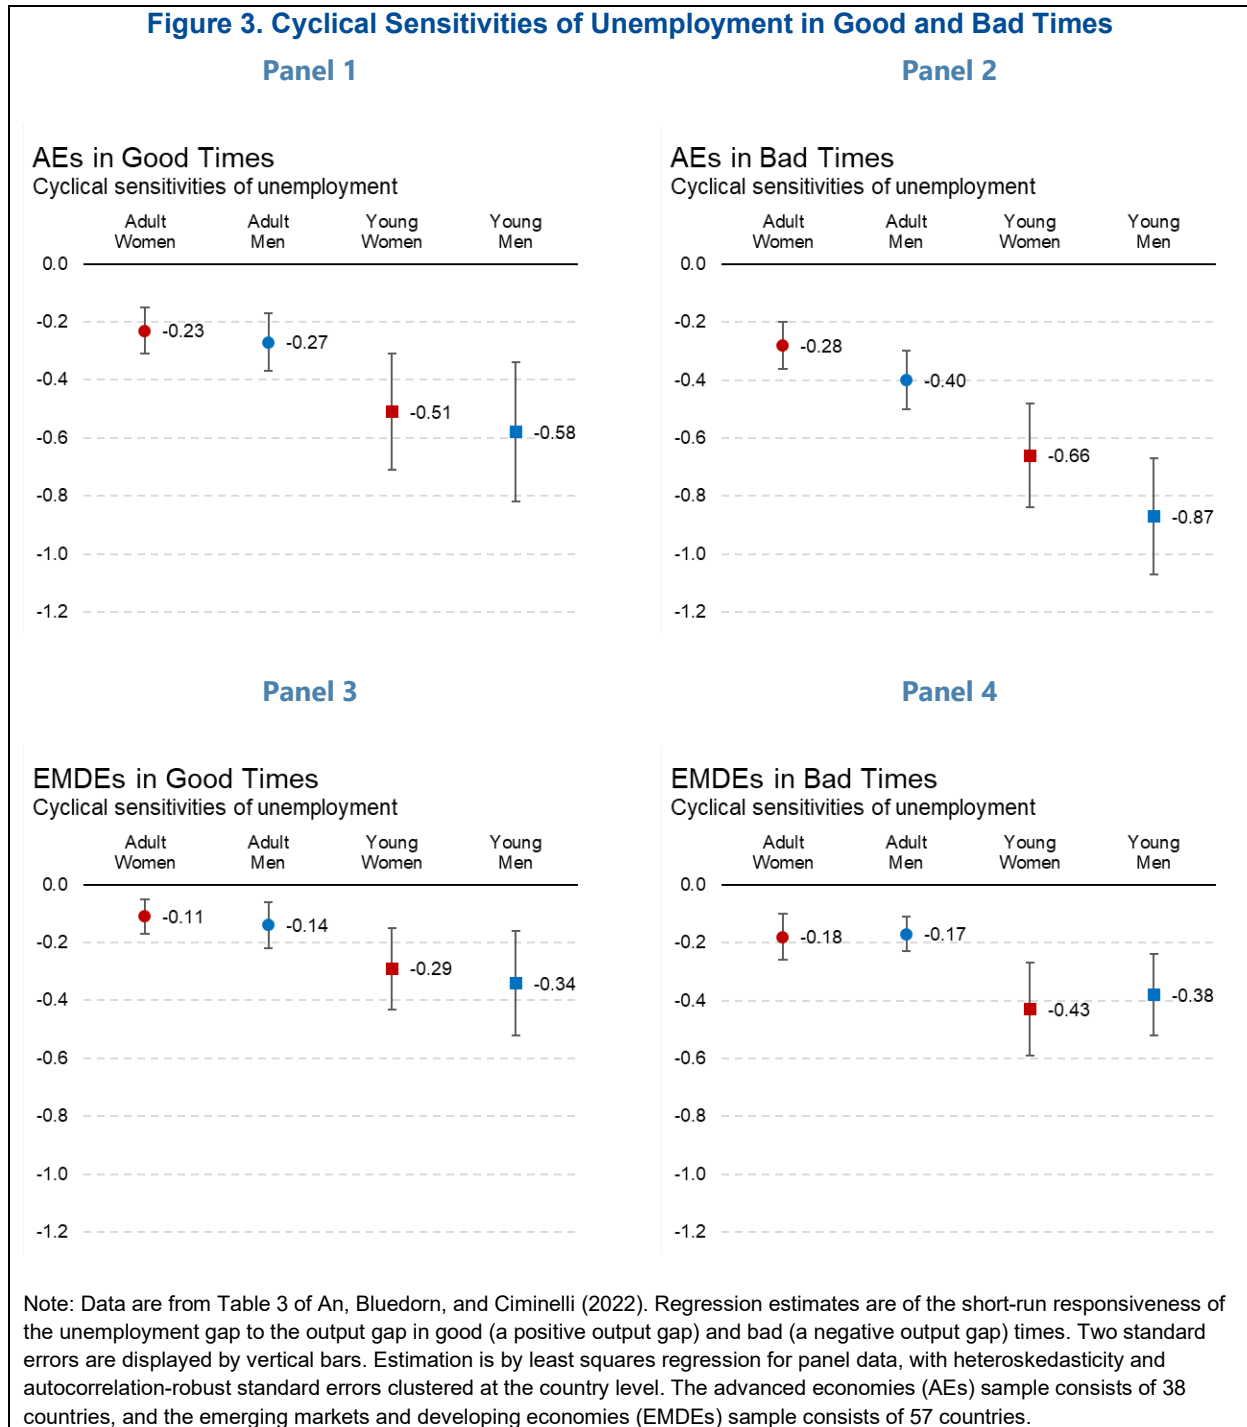 Figure 3. Cyclical Sensitivities of Unemployment in Good and Bad Times
Panel 1
AEs in Good Times
Cyclical sensitivities of unemployment
Adult Adult Young Young
Women Men Women Men
0.0
-0.2
-0.4
-0.6
-0.8
-1.0
-1.2
-0.23
-0.27
-0.51
-0.58
Panel 2
AEs in Bad Times
Cyclical sensitivities of unemployment
Adult Adult Young Young
Women Men Women Men
0.0
-0.2
-0.4
-0.6
-0.8
-1.0
-1.2
-0.28
-0.40
-0.66
-0.87
Panel 3
EMDEs in Good Times
Cyclical sensitivities of unemployment
Adult Adult Young Young
Women Men Women Men
0.0
-0.2
-0.4
-0.6
-0.8
-1.0
-1.2
-0.11
-0.14
-0.29
-0.34
Panel 4
EMDEs in Bad Times
Cyclical sensitivities of unemployment
Adult Adult Young Young
Women Men Women Men
0.0
-0.2
-0.4
-0.6
-0.8
-1.0
-1.2
-0.18
-0.17
-0.43
-0.38
Note: Data are from Table 3 of An, Bluedorn, and Ciminelli (2022). Regression estimates are of the short-run responsiveness of
the unemployment gap to the output gap in good (a positive output gap) and bad (a negative output gap) times. Two standard
errors are displayed by vertical bars. Estimation is by least squares regression for panel data, with heteroskedasticity and
autocorrelation-robust standard errors clustered at the country level. The advanced economies (AEs) sample consists of 38
countries, and the emerging markets and developing economies (EMDEs) sample consists of 57 countries.